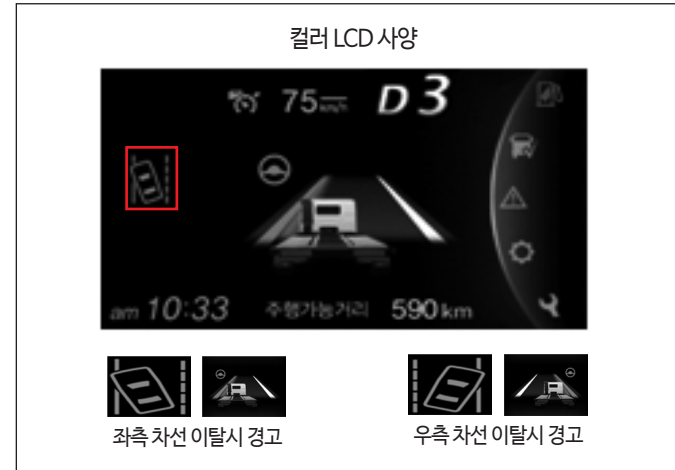 컬러 LCD 사양
75 km/h D 3
am 10:33 주행가능거리 590 km
좌측 차선 이탈시 경고
우측 차선 이탈시 경고